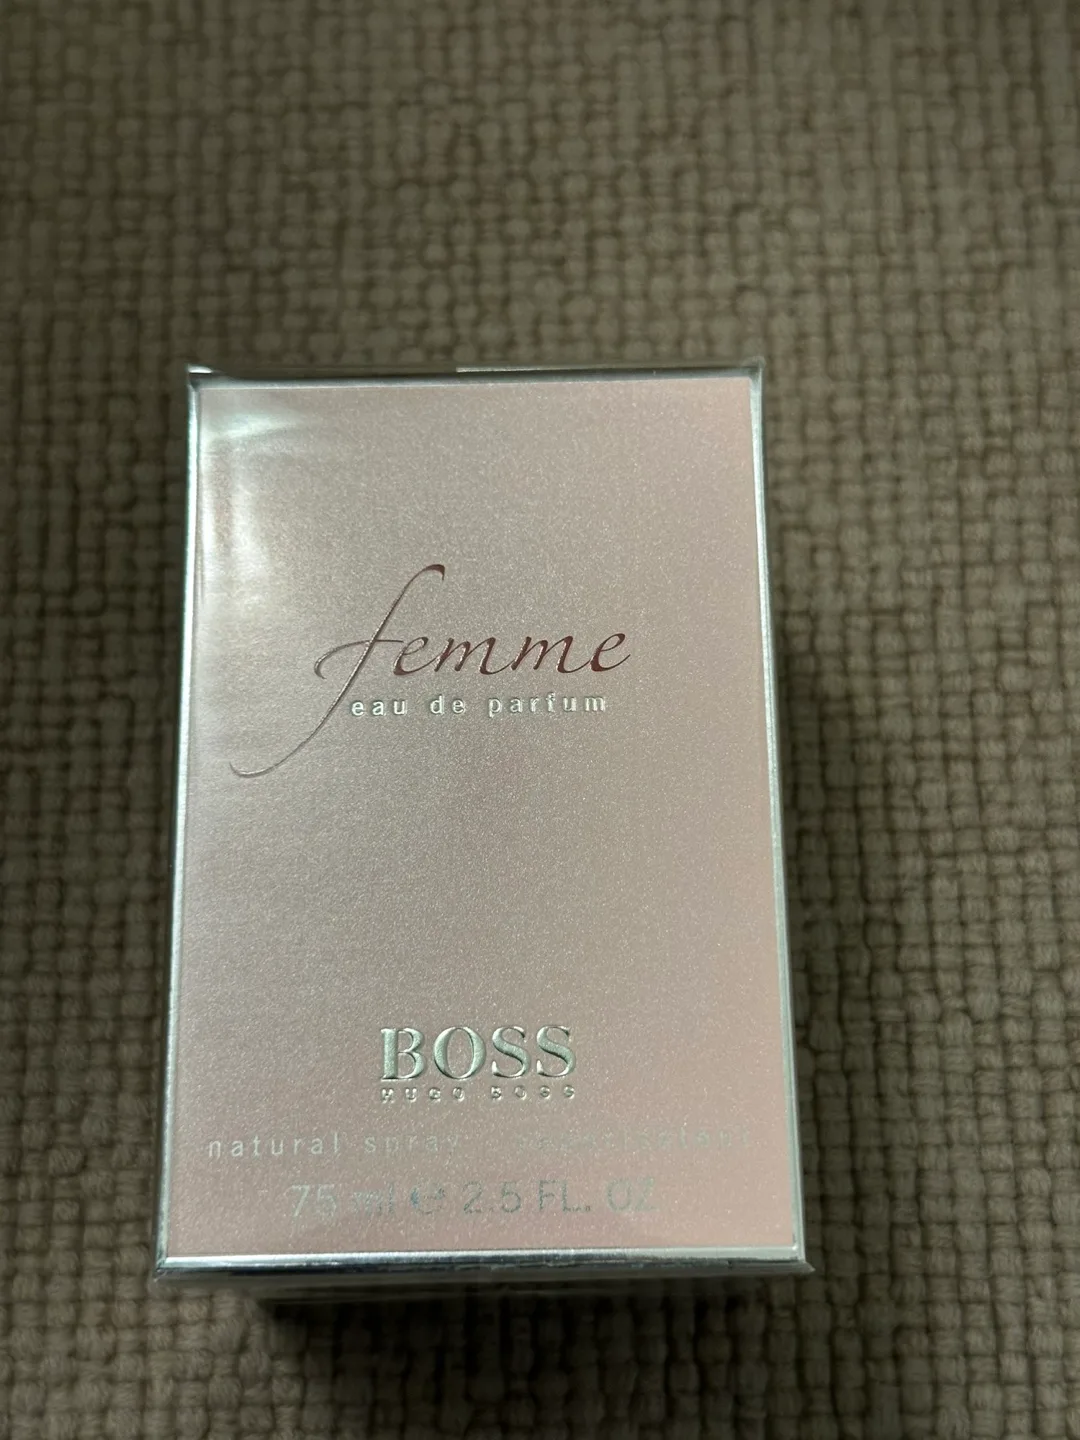 femme
eau de parfum
BOSS
HUGO BOSS
natural spray
75 ml e 2.5 FL. OZ